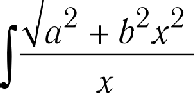 ∫ √a² + b²x² / x